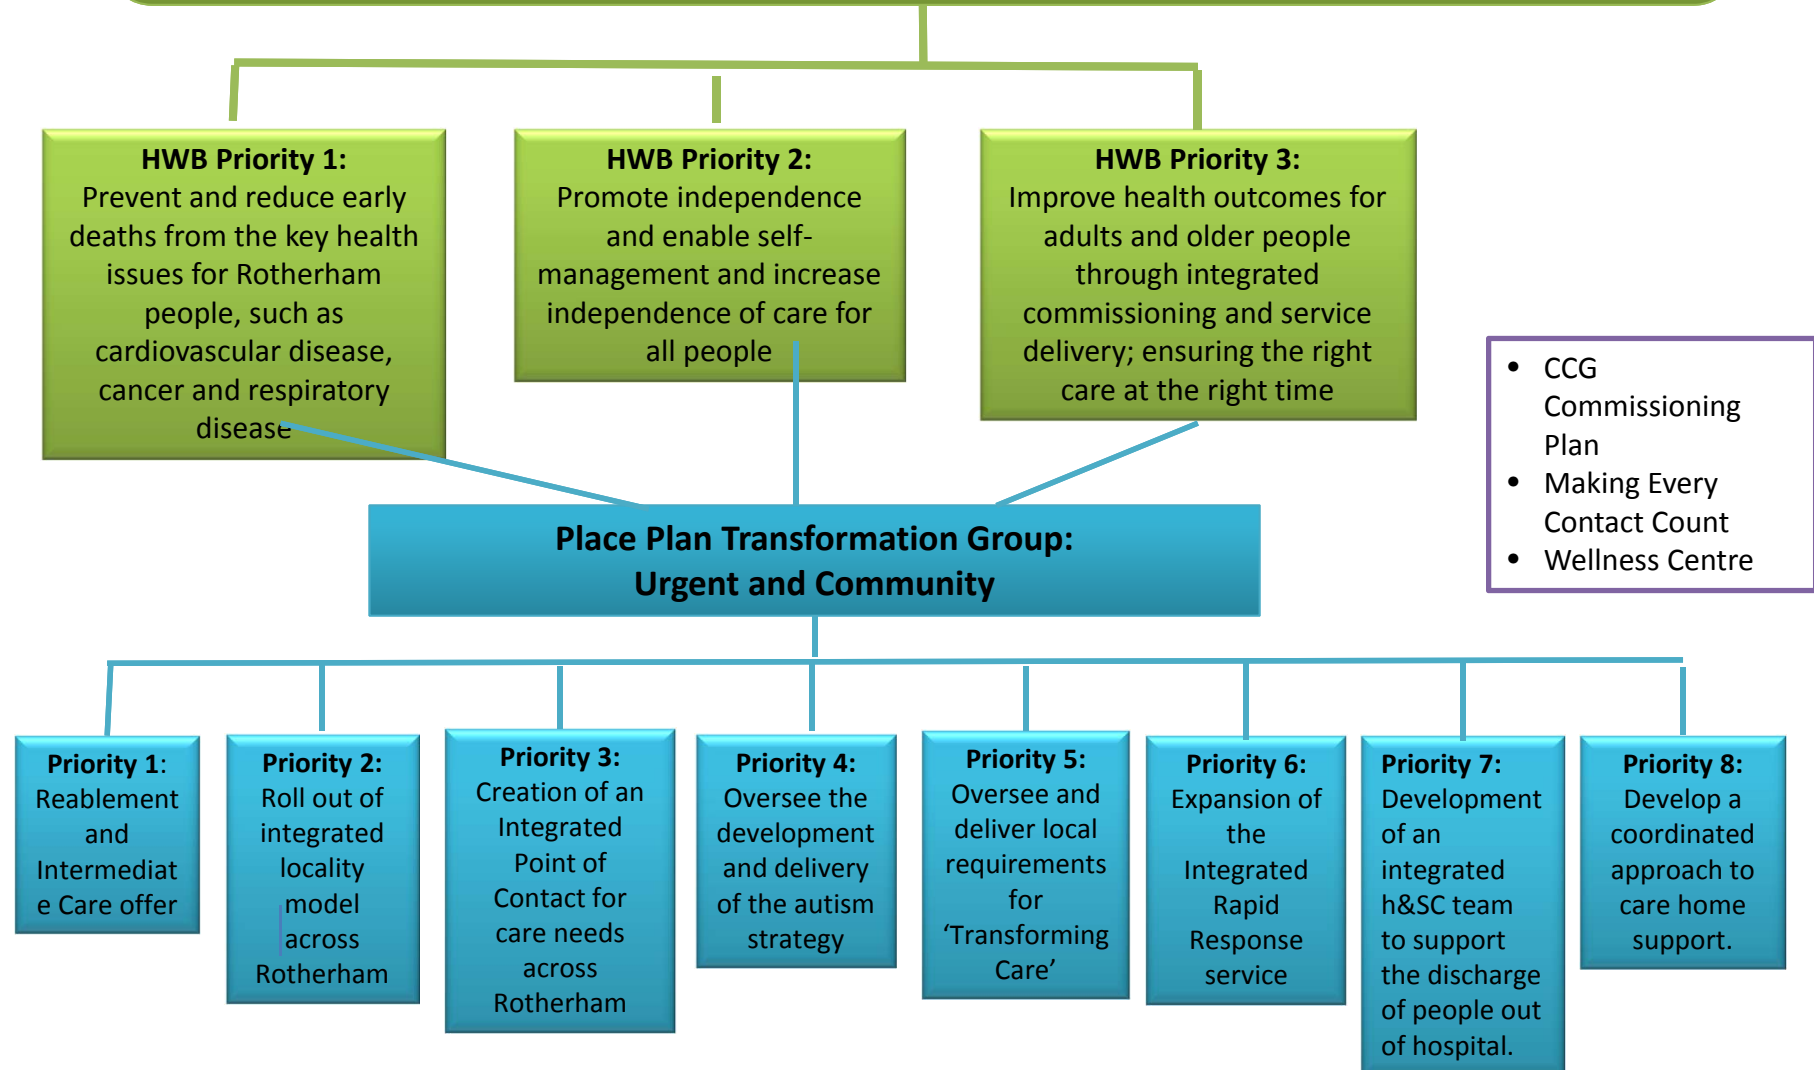 HWB Priority 1:
Prevent and reduce early
deaths from the key health
issues for Rotherham
people, such as
cardiovascular disease,
cancer and respiratory
disease
HWB Priority 2:
Promote independence
and enable self-
management and increase
independence of care for
all people
HWB Priority 3:
Improve health outcomes for
adults and older people
through integrated
commissioning and service
delivery; ensuring the right
care at the right time
• CCG
Commissioning
Plan
• Making Every
Contact Count
• Wellness Centre
Place Plan Transformation Group:
Urgent and Community
Priority 1:
Reablement
and
Intermediat
e Care offer
Priority 2:
Roll out of
integrated
locality
model
across
Rotherham
Priority 3:
Creation of an
Integrated
Point of
Contact for
care needs
across
Rotherham
Priority 4:
Oversee the
development
and delivery
of the autism
strategy
Priority 5:
Oversee and
deliver local
requirements
for
‘Transforming
Care’
Priority 6:
Expansion of
the
Integrated
Rapid
Response
service
Priority 7:
Development
of an
integrated
h&SC team
to support
the discharge
of people out
of hospital.
Priority 8:
Develop a
coordinated
approach to
care home
support.